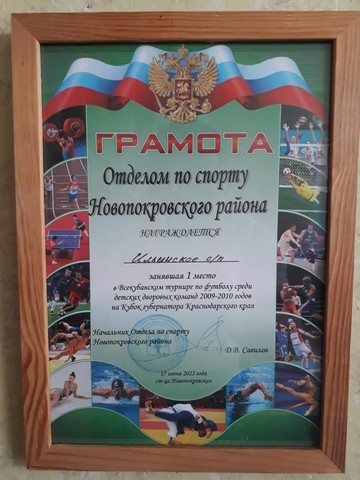 ГРАМОТА
Отделом по спорту
Новопокровского района
НАГРАЖДАЕТСЯ
Ильинское с/п
занявшая 1 место
в Всекубанском турнире по футболу среди
детских дворовых команд 2009-2010 годов
на Кубок губернатора Краснодарского края
Начальник Отдела по спорту
Новопокровского района
Д.В. Савилов
17 июня 2022 года
ст-ца Новопокровская